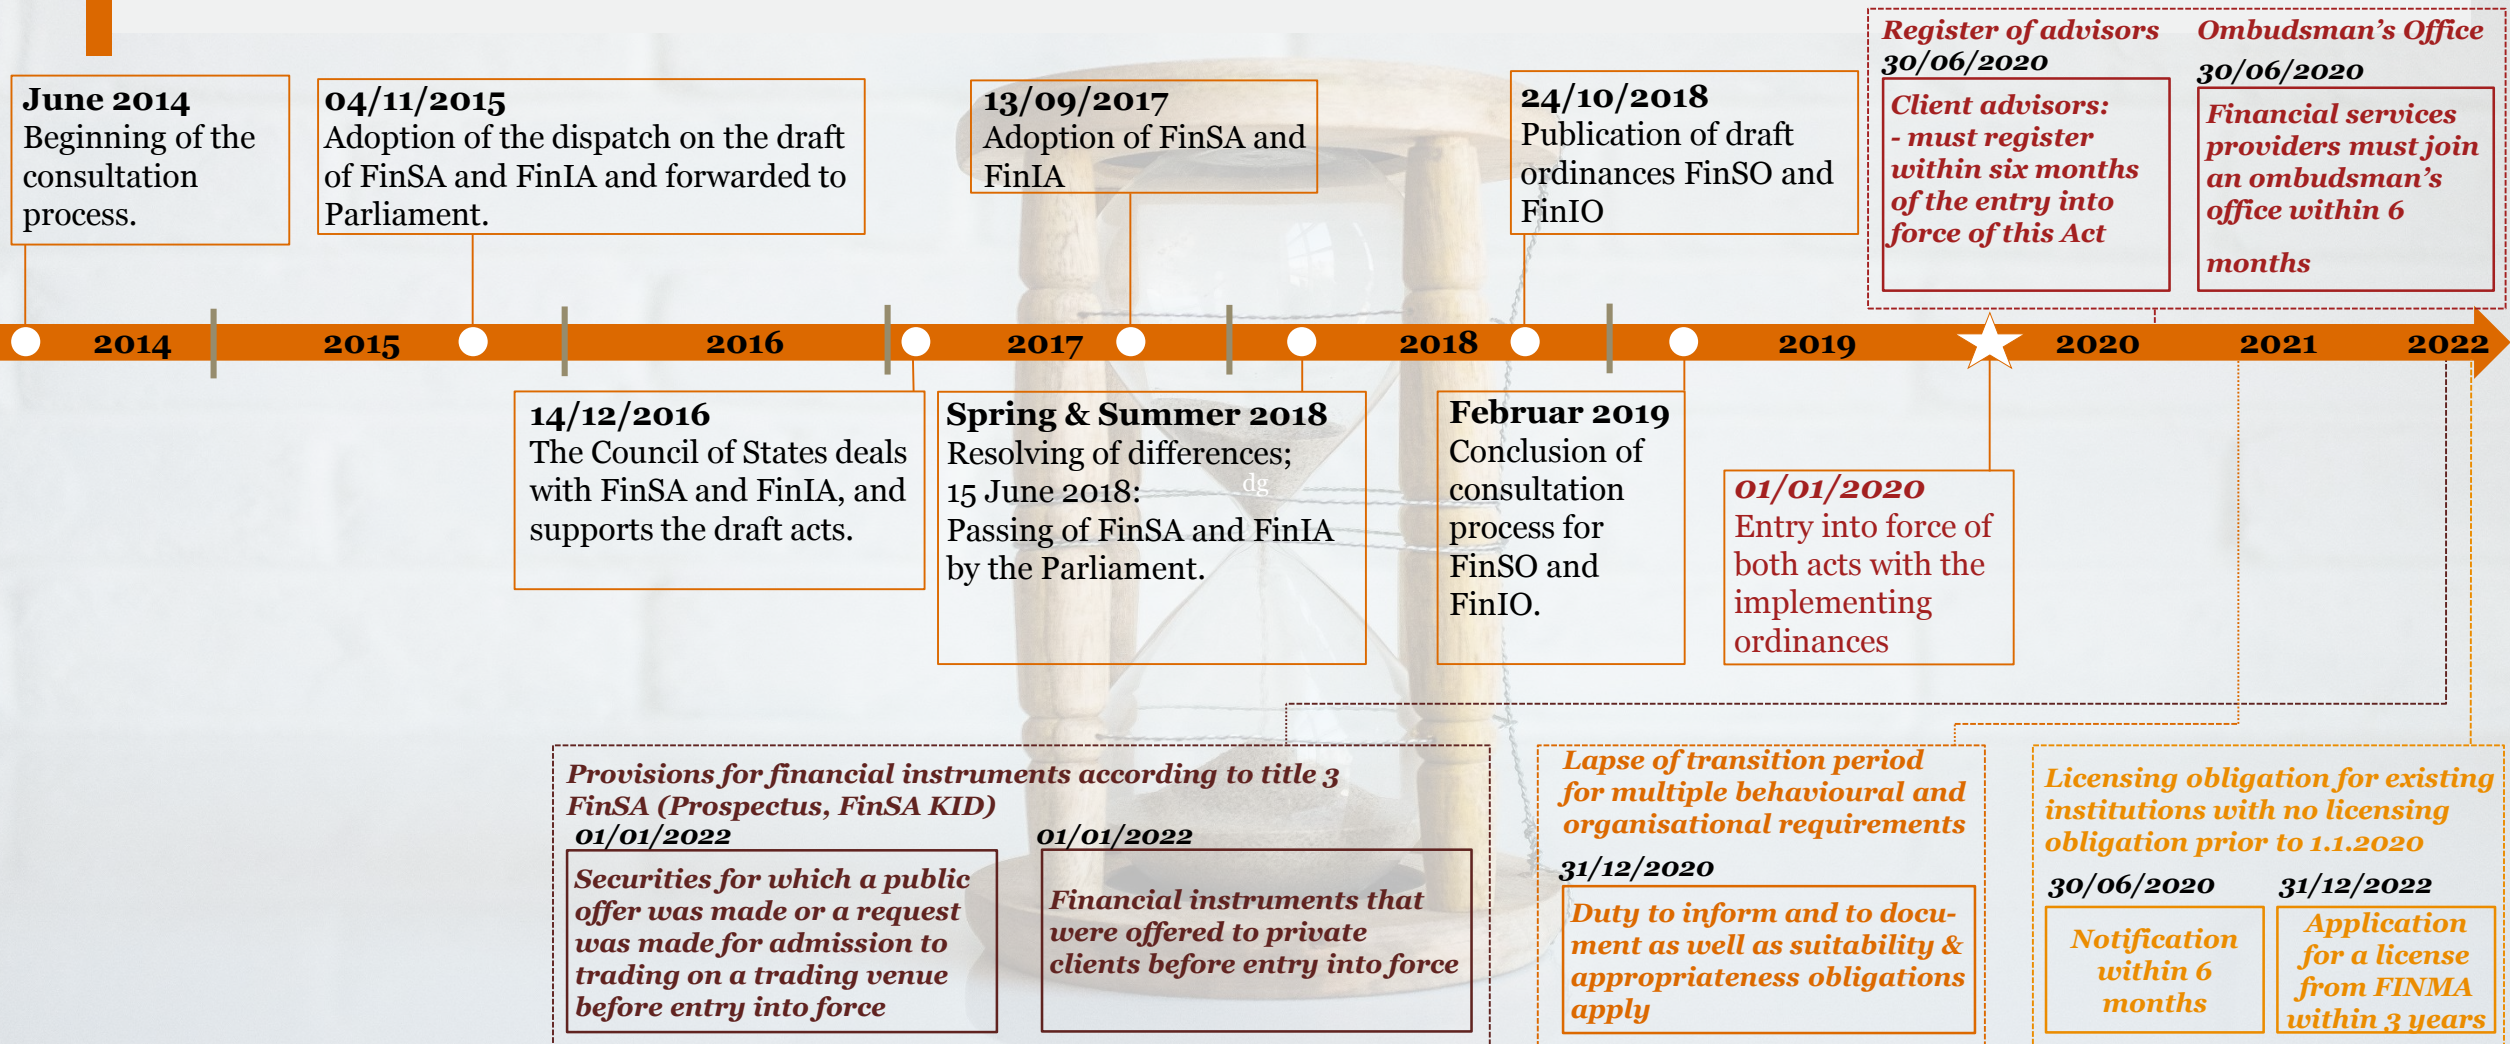 Register of advisors
30/06/2020
Client advisors:
- must register
within six months
of the entry into
force of this Act
Ombudsman's Office
30/06/2020
Financial services
providers must join
an ombudsman's
office within 6
months
June 2014
Beginning of the
consultation
process.
04/11/2015
Adoption of the dispatch on the draft
of FinSA and FinIA and forwarded to
Parliament.
13/09/2017
Adoption of FinSA and
FinIA
24/10/2018
Publication of draft
ordinances FinSO and
FinIO
2014 2015 2016 2017 2018 2019 2020 2021 2022
14/12/2016
The Council of States deals
with FinSA and FinIA, and
supports the draft acts.
Spring & Summer 2018
Resolving of differences;
15 June 2018:
Passing of FinSA and FinIA
by the Parliament.
dg
Februar 2019
Conclusion of
consultation
process for
FinSO and
FinIO.
01/01/2020
Entry into force of
both acts with the
implementing
ordinances
Provisions for financial instruments according to title 3
FinSA (Prospectus, FinSA KID)
01/01/2022
Securities for which a public
offer was made or a request
was made for admission to
trading on a trading venue
before entry into force
01/01/2022
Financial instruments that
were offered to private
clients before entry into force
Lapse of transition period
for multiple behavioural and
organisational requirements
31/12/2020
Duty to inform and to docu-
ment as well as suitability &
appropriateness obligations
apply
Licensing obligation for existing
institutions with no licensing
obligation prior to 1.1.2020
30/06/2020
Notification
within 6
months
31/12/2022
Application
for a license
from FINMA
within 3 years